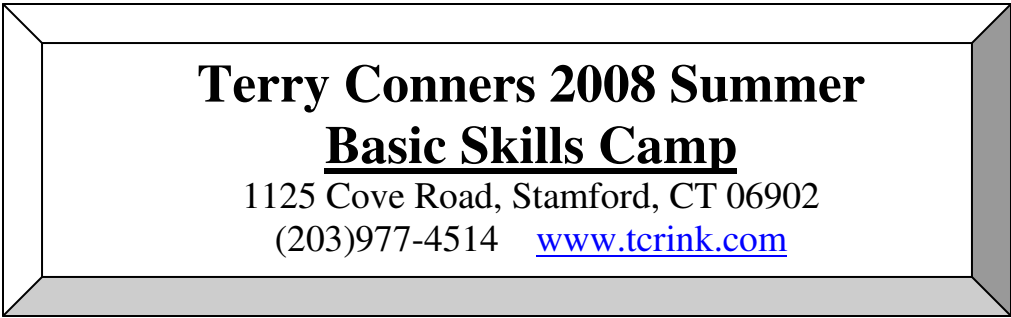 Terry Conners 2008 Summer
Basic Skills Camp
1125 Cove Road, Stamford, CT 06902
(203)977-4514 www.tcrink.com